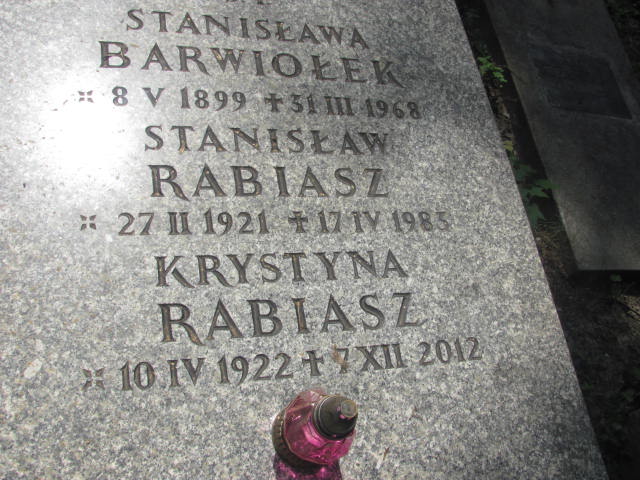 STANISŁAWA
BARWIOŁEK
* 8 V 1899 ✝ 31 III 1968
STANISŁAW
RABIASZ
* 27 II 1921 ✝ 17 IV 1983
KRYSTYNA
RABIASZ
* 10 IV 1922 ✝ 7 XII 2012